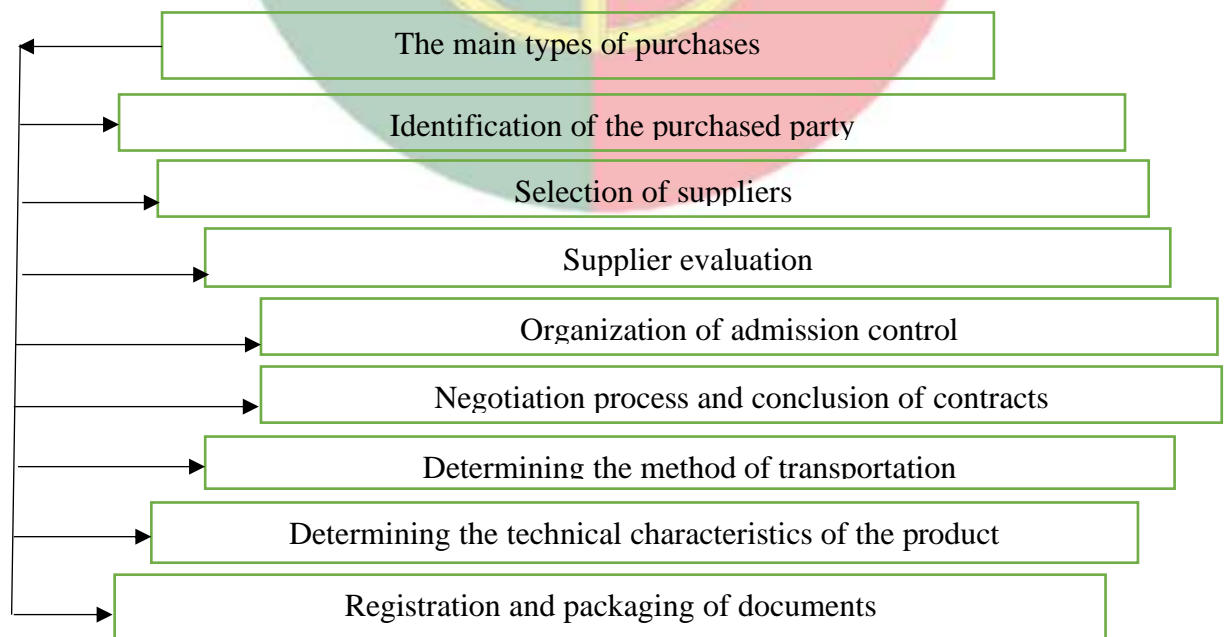 The main types of purchases
Identification of the purchased party
Selection of suppliers
Supplier evaluation
Organization of admission control
Negotiation process and conclusion of contracts
Determining the method of transportation
Determining the technical characteristics of the product
Registration and packaging of documents